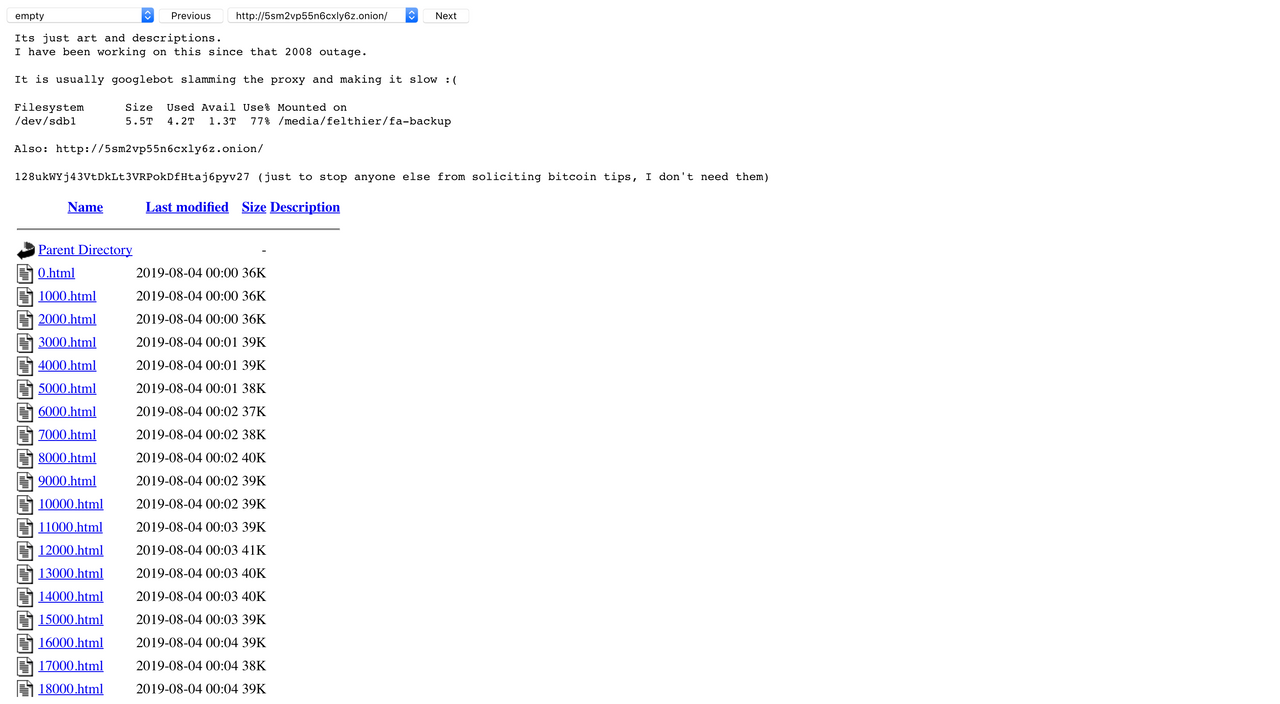 empty Previous http://5sm2vp55n6cxly6z.onion/ Next
Its just art and descriptions.
I have been working on this since that 2008 outage.
It is usually googlebot slamming the proxy and making it slow :(
Filesystem Size Used Avail Use% Mounted on
/dev/sdb1 5.5T 4.2T 1.3T 77% /media/felthier/fa-backup
Also: http://5sm2vp55n6cxly6z.onion/
128ukWYj43VtDkLt3VRPokDfHtaj6pyv27 (just to stop anyone else from soliciting bitcoin tips, I don't need them)
Name Last modified Size Description
Parent Directory -
0.html 2019-08-04 00:00 36K
1000.html 2019-08-04 00:00 36K
2000.html 2019-08-04 00:00 36K
3000.html 2019-08-04 00:01 39K
4000.html 2019-08-04 00:01 39K
5000.html 2019-08-04 00:01 38K
6000.html 2019-08-04 00:02 37K
7000.html 2019-08-04 00:02 38K
8000.html 2019-08-04 00:02 40K
9000.html 2019-08-04 00:02 39K
10000.html 2019-08-04 00:02 39K
11000.html 2019-08-04 00:03 39K
12000.html 2019-08-04 00:03 41K
13000.html 2019-08-04 00:03 40K
14000.html 2019-08-04 00:03 40K
15000.html 2019-08-04 00:03 39K
16000.html 2019-08-04 00:04 39K
17000.html 2019-08-04 00:04 38K
18000.html 2019-08-04 00:04 39K